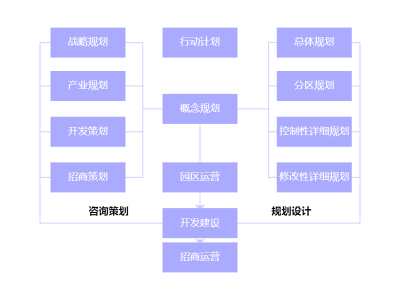 战略规划
行动计划
总体规划
产业规划
分区规划
概念规划
开发策划
控制性详细规划
招商策划
园区运营
修改性详细规划
咨询策划
规划设计
开发建设
招商运营